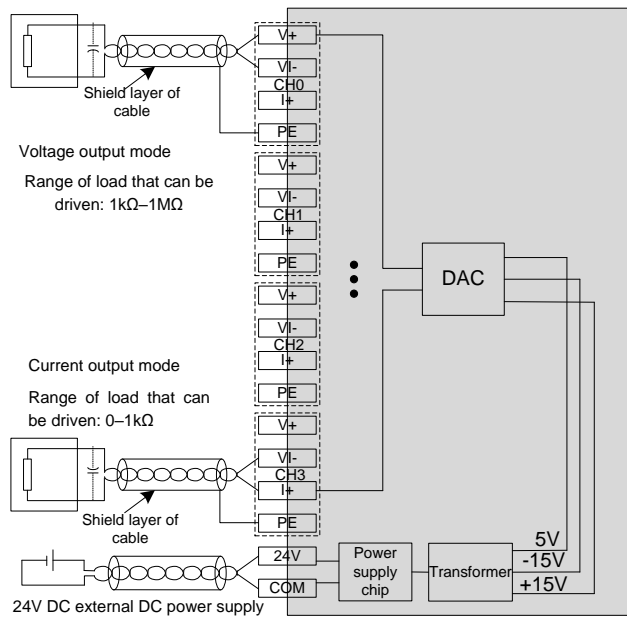 V+
VI-
CH0
I+
PE
Shield layer of
cable
Voltage output mode
Range of load that can be
driven: 1kΩ–1MΩ
V+
VI-
CH1
I+
PE
DAC
V+
VI-
CH2
I+
PE
Current output mode
Range of load that can
be driven: 0–1kΩ
V+
VI-
CH3
I+
PE
Shield layer of
cable
24V
COM
Power
supply
chip
Transformer
5V
-15V
+15V
24V DC external DC power supply